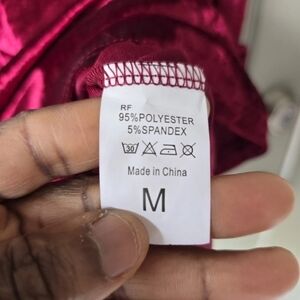 RF
95%POLYESTER
5%SPANDEX
30
Made in China
M